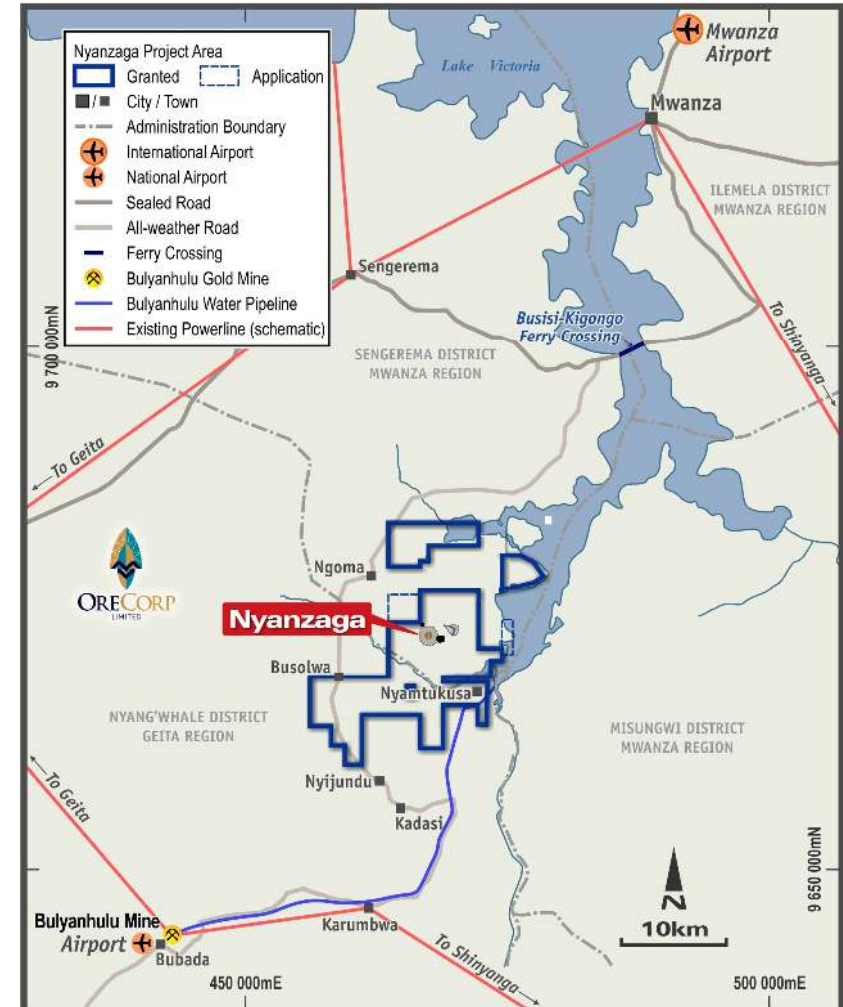 Nyanzaga Project Area
Granted
Application
City / Town
Administration Boundary
International Airport
National Airport
Sealed Road
All-weather Road
Ferry Crossing
Bulyanhulu Gold Mine
Bulyanhulu Water Pipeline
Existing Powerline (schematic)
Lake Victoria
Mwanza
Airport
Mwanza
ILEMELA DISTRICT
MWANZA REGION
Sengerema
Busisi-Kigongo
Ferry Crossing
To Shinyanga
9 700 000mN
SENGEREMA DISTRICT
MWANZA REGION
To Geita
ORECORP
LIMITED
Ngoma
Nyanzaga
Busolwa
Nyamtukusa
NYANG'WHALE DISTRICT
GEITA REGION
MISUNGWI DISTRICT
MWANZA REGION
Nyijundu
Kadasi
To Geita
Bulyanhulu Mine
Airport
Bubada
Karumbwa
To Shinyanga
N
10km
9 650 000mN
450 000mE
500 000mE